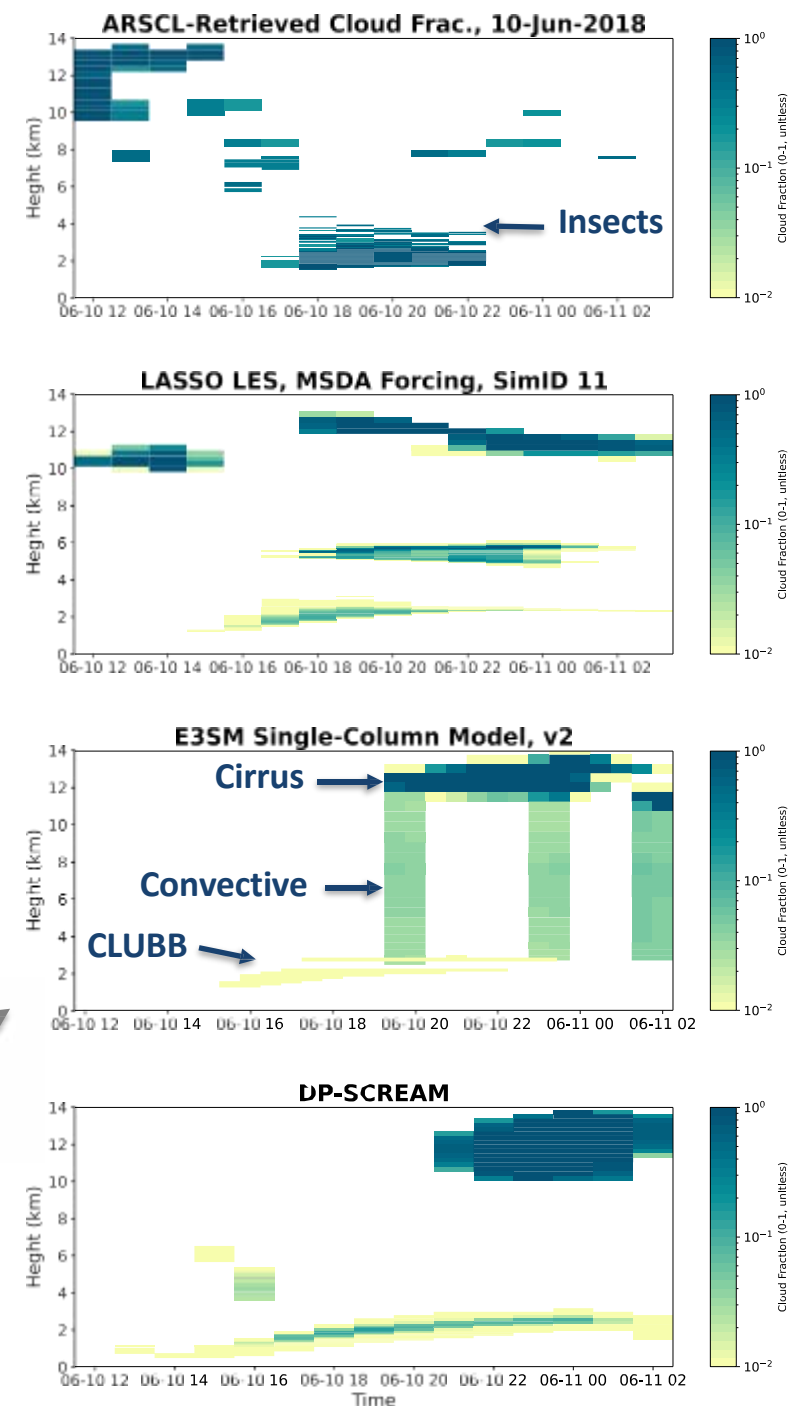 ARSCL-Retrieved Cloud Frac., 10-Jun-2018
14
12
10
8
6
4
2
0
Heght (km)
Insects
06-10 12 06-10 14 06-10 16 06-10 18 06-10 20 06-10 22 06-11 00 06-11 02
10⁰
10⁻¹
10⁻²
Cloud Fraction (0-1, unitless)
LASSO LES, MSDA Forcing, SimID 11
14
12
10
8
6
4
2
0
Heght (km)
06-10 12 06-10 14 06-10 16 06-10 18 06-10 20 06-10 22 06-11 00 06-11 02
10⁰
10⁻¹
10⁻²
Cloud Fraction (0-1, unitless)
E3SM Single-Column Model, v2
14
12
10
8
6
4
2
0
Heght (km)
Cirrus
Convective
CLUBB
06-10 12 06-10 14 06-10 16 06-10 18 06-10 20 06-10 22 06-11 00 06-11 02
10⁰
10⁻¹
10⁻²
Cloud Fraction (0-1, unitless)
DP-SCREAM
14
12
10
8
6
4
2
0
Heght (km)
06-10 12 06-10 14 06-10 16 06-10 18 06-10 20 06-10 22 06-11 00 06-11 02
Time
10⁰
10⁻¹
10⁻²
Cloud Fraction (0-1, unitless)